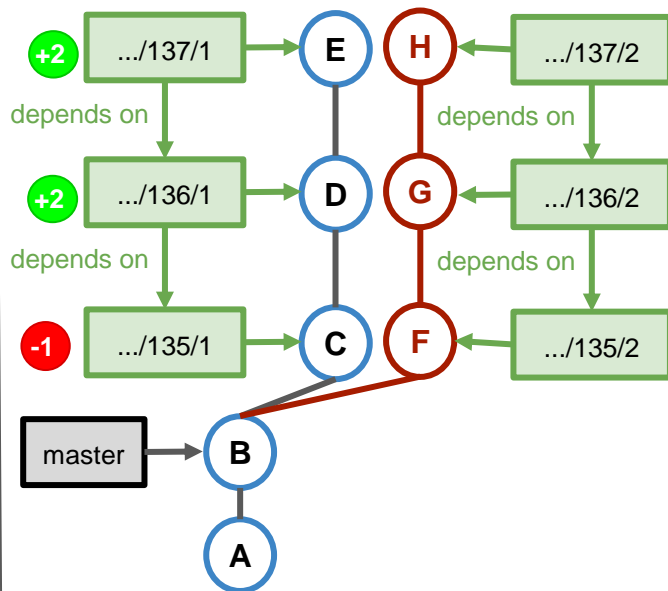 +2 .../137/1 E H .../137/2
depends on depends on
+2 .../136/1 D G .../136/2
depends on depends on
-1 .../135/1 C F .../135/2
master B
A